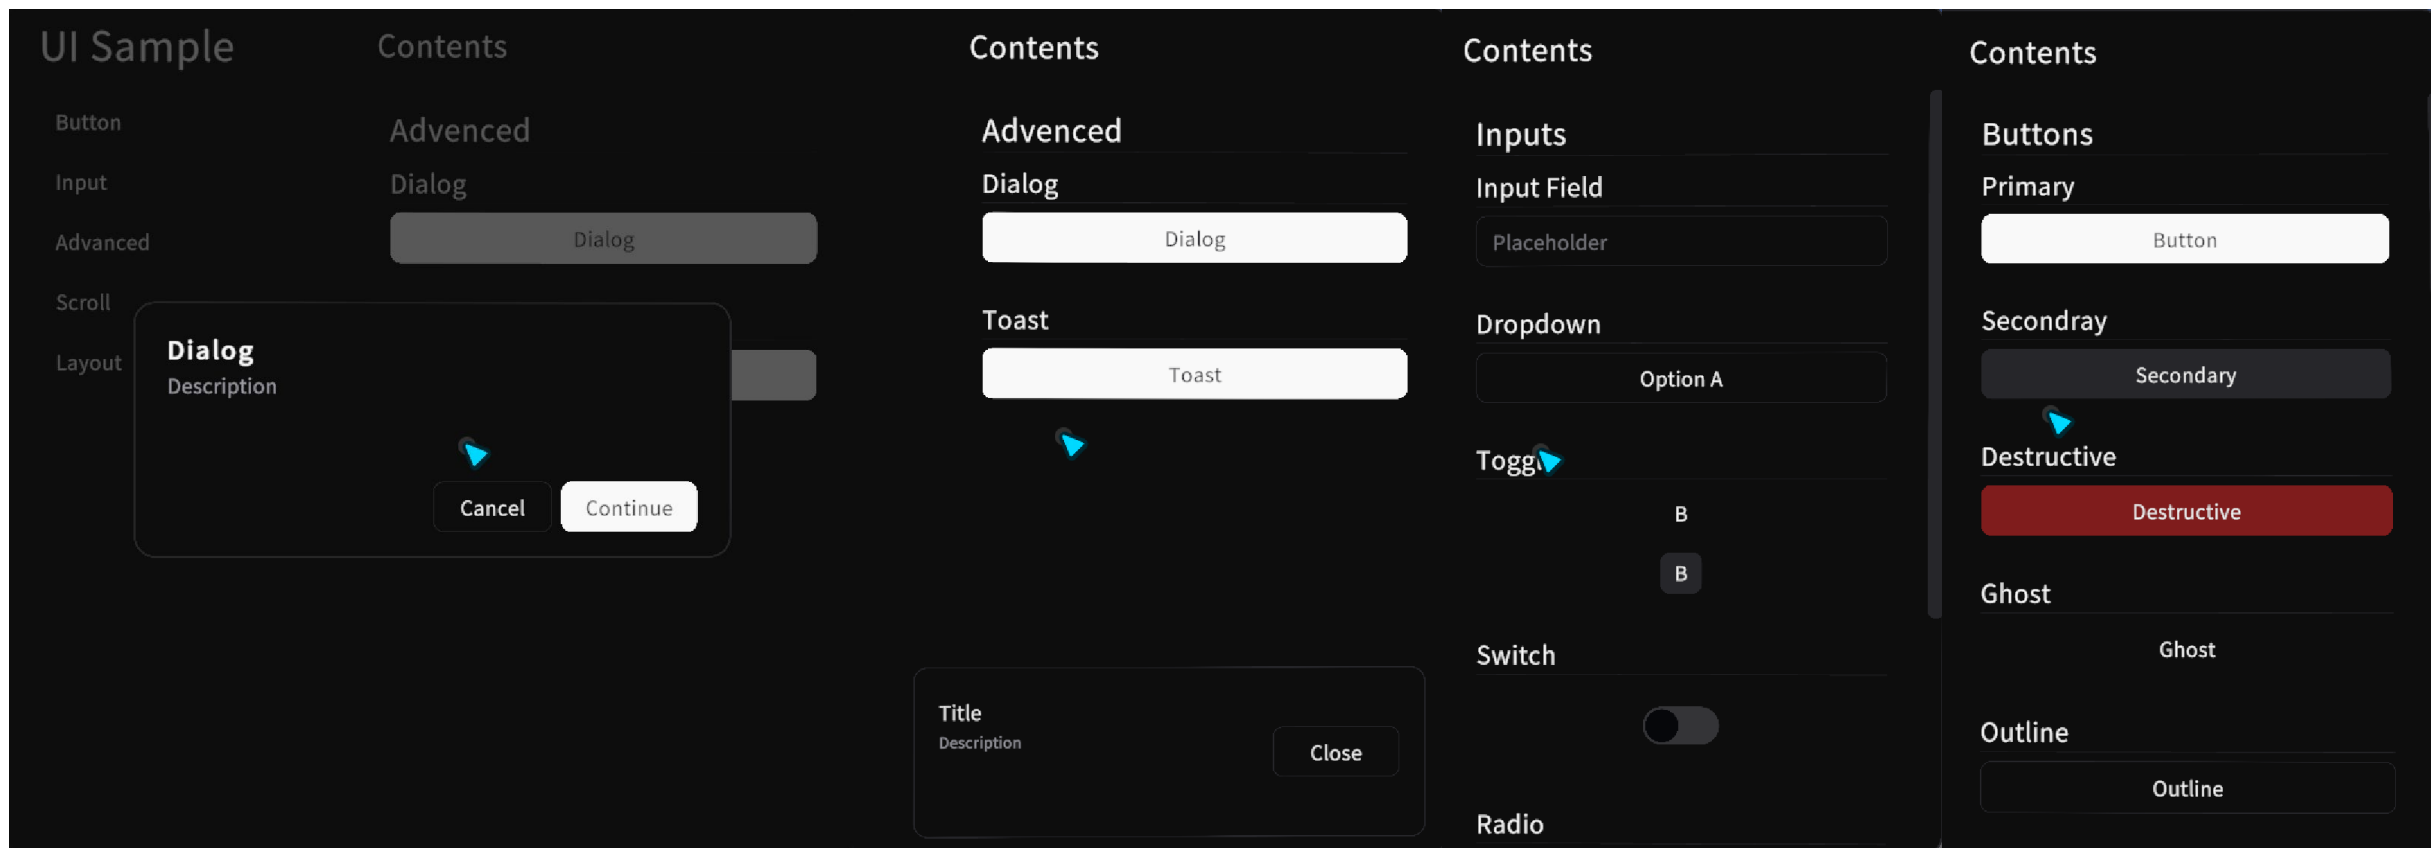 UI Sample
Button
Input
Advanced
Scroll
Layout
Contents
Advenced
Dialog
Dialog
Dialog
Description
Cancel
Continue
Contents
Advenced
Dialog
Dialog
Toast
Toast
Title
Description
Close
Contents
Inputs
Input Field
Placeholder
Dropdown
Option A
Toggl
B
B
Switch
Radio
Contents
Buttons
Primary
Button
Secondray
Secondary
Destructive
Destructive
Ghost
Ghost
Outline
Outline